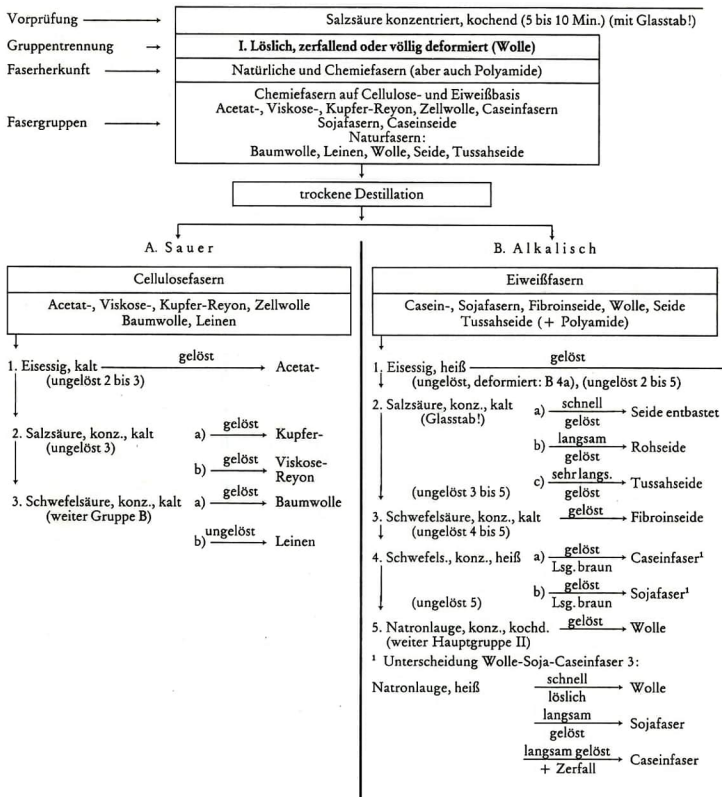 Vorprüfung
Salzsäure konzentriert, kochend (5 bis 10 Min.) (mit Glasstab!)
Gruppentrennung
I. Löslich, zerfallend oder völlig deformiert (Wolle)
Faserherkunft
Natürliche und Chemiefasern (aber auch Polyamide)
Fasergruppen
Chemiefasern auf Cellulose- und Eiweißbasis
Acetat-, Viskose-, Kupfer-Reyon, Zellwolle, Caseinfasern
Sojafasern, Caseinseide
Naturfasern:
Baumwolle, Leinen, Wolle, Seide, Tussahseide
trockene Destillation
A. Sauer
Cellulosefasern
Acetat-, Viskose-, Kupfer-Reyon, Zellwolle
Baumwolle, Leinen
1. Eisessig, kalt gelöst Acetat-
(ungelöst 2 bis 3)
2. Salzsäure, konz., kalt a) gelöst Kupfer-
(ungelöst 3)
b) gelöst Viskose-
Reyon
3. Schwefelsäure, konz., kalt a) gelöst Baumwolle
(weiter Gruppe B)
b) ungelöst Leinen
B. Alkalisch
Eiweißfasern
Casein-, Sojafasern, Fibroinseide, Wolle, Seide
Tussahseide (+ Polyamide)
1. Eisessig, heiß gelöst
(ungelöst, deformiert: B 4a), (ungelöst 2 bis 5)
2. Salzsäure, konz., kalt a) schnell gelöst Seide entbastet
(Glasstab!)
b) langsam gelöst Rohseide
c) sehr langs. gelöst Tussahseide
(ungelöst 3 bis 5)
3. Schwefelsäure, konz., kalt gelöst Fibroinseide
(ungelöst 4 bis 5)
4. Schwefels., konz., heiß a) gelöst Lsg. braun Caseinfaser¹
b) gelöst Lsg. braun Sojafaser¹
(ungelöst 5)
5. Natronlauge, konz., kochd. gelöst Wolle
(weiter Hauptgruppe II)
¹ Unterscheidung Wolle-Soja-Caseinfaser 3:
Natronlauge, heiß schnell löslich Wolle
langsam gelöst Sojafaser
langsam gelöst + Zerfall Caseinfaser